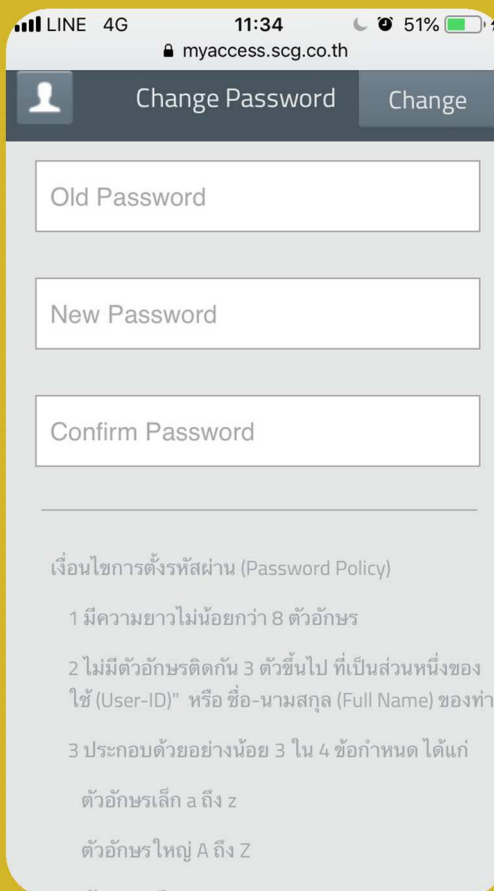 LINE 4G 11:34 51%
myaccess.scg.co.th
Change Password Change
Old Password
New Password
Confirm Password
เงื่อนไขการตั้งรหัสผ่าน (Password Policy)
1 มีความยาวไม่น้อยกว่า 8 ตัวอักษร
2 ไม่มีตัวอักษรติดกัน 3 ตัวขึ้นไป ที่เป็นส่วนหนึ่งของ
ใช้ (User-ID)" หรือ ชื่อ-นามสกุล (Full Name) ของท่า
3 ประกอบด้วยอย่างน้อย 3 ใน 4 ข้อกำหนด ได้แก่
ตัวอักษรเล็ก a ถึง z
ตัวอักษรใหญ่ A ถึง Z